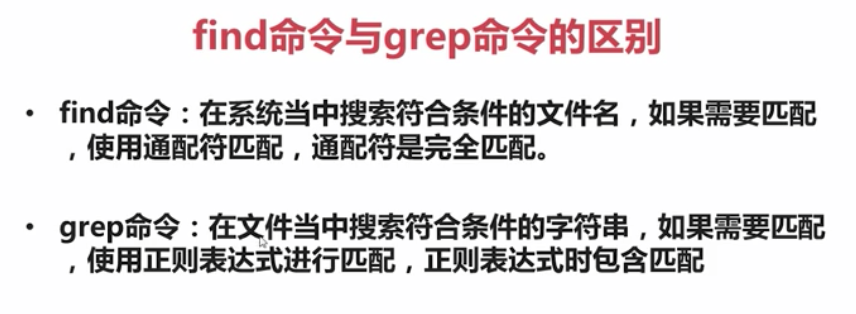 find命令与grep命令的区别
• find命令：在系统当中搜索符合条件的文件名，如果需要匹配
，使用通配符匹配，通配符是完全匹配。
• grep命令：在文件当中搜索符合条件的字符串，如果需要匹配
，使用正则表达式进行匹配，正则表达式时包含匹配